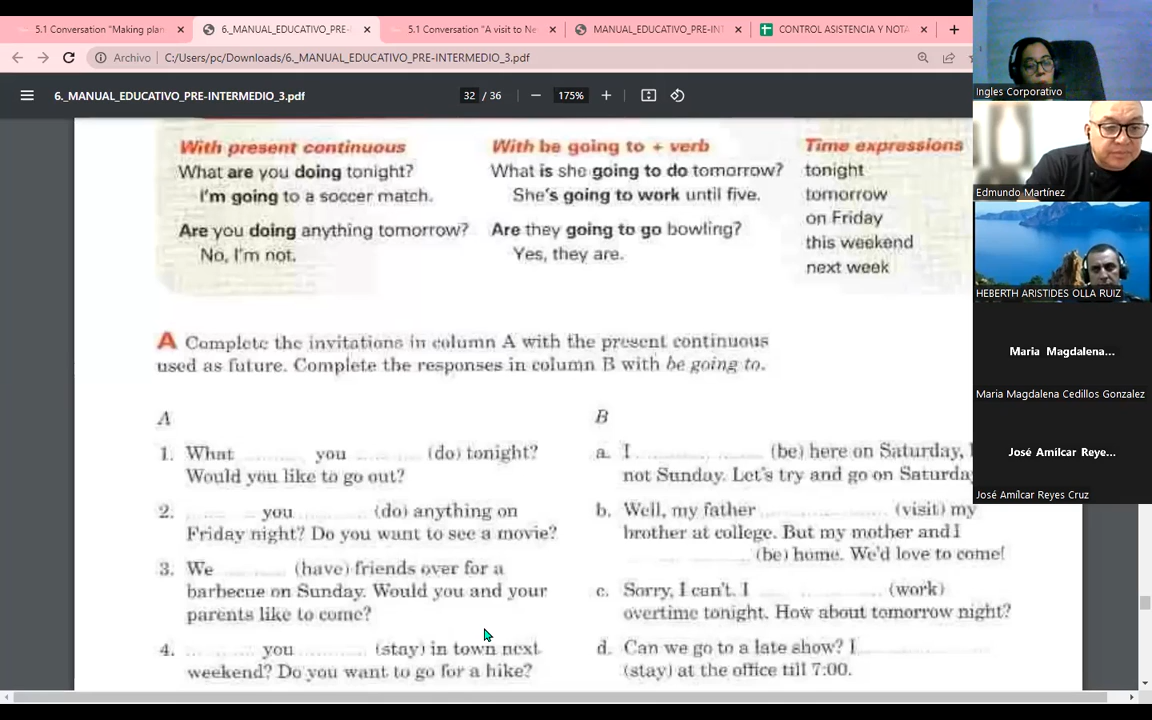 5.1 Conversation "Making plan
6._MANUAL_EDUCATIVO_PRE-
5.1 Conversation "A visit to Ne
MANUAL_EDUCATIVO_PRE-INT
CONTROL ASISTENCIA Y NOTA
Archivo C:/Users/pc/Downloads/6._MANUAL_EDUCATIVO_PRE-INTERMEDIO_3.pdf
6._MANUAL_EDUCATIVO_PRE-INTERMEDIO_3.pdf
32 / 36
175%
With present continuous
What are you doing tonight?
I'm going to a soccer match.
Are you doing anything tomorrow?
No, I'm not.
With be going to + verb
What is she going to do tomorrow?
She's going to work until five.
Are they going to go bowling?
Yes, they are.
Time expressions
tonight
tomorrow
on Friday
this weekend
next week
A Complete the invitations in column A with the present continuous
used as future. Complete the responses in column B with be going to.
A
1. What you (do) tonight?
Would you like to go out?
2. you (do) anything on
Friday night? Do you want to see a movie?
3. We (have) friends over for a
barbecue on Sunday. Would you and your
parents like to come?
4. you (stay) in town next
weekend? Do you want to go for a hike?
B
a. I (be) here on Saturday,
not Sunday. Let's try and go on Saturda
b. Well, my father (visit) my
brother at college. But my mother and I
(be) home. We'd love to come!
c. Sorry, I can't. I (work)
overtime tonight. How about tomorrow night?
d. Can we go to a late show? I
(stay) at the office till 7:00.
Ingles Corporativo
Edmundo Martínez
HEBERTH ARISTIDES OLLA RUIZ
Maria Magdalena...
Maria Magdalena Cedillos Gonzalez
José Amílcar Reye...
José Amílcar Reyes Cruz